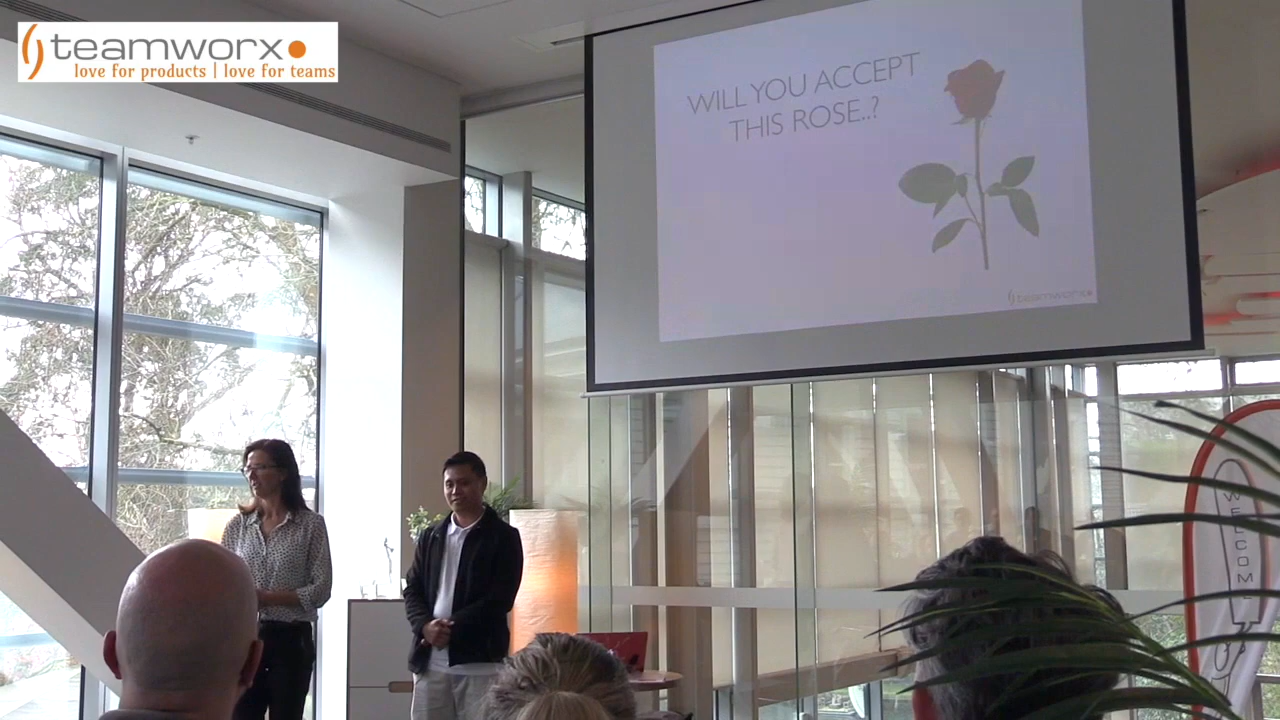 teamworx
love for products | love for teams
WILL YOU ACCEPT
THIS ROSE..?
teamworx
WELCOME